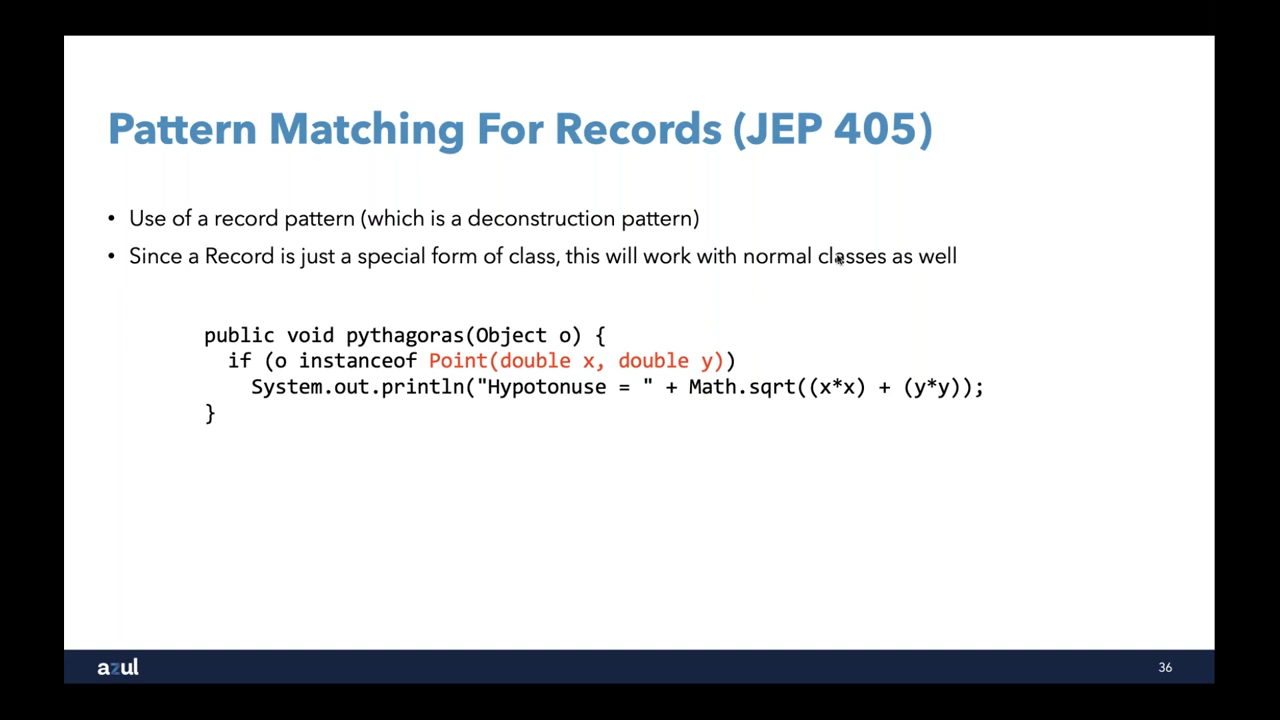 Pattern Matching For Records (JEP 405)
• Use of a record pattern (which is a deconstruction pattern)
• Since a Record is just a special form of class, this will work with normal classes as well
public void pythagoras(Object o) {
if (o instanceof Point(double x, double y))
System.out.println("Hypotonuse = " + Math.sqrt((x*x) + (y*y));
}
azul
36